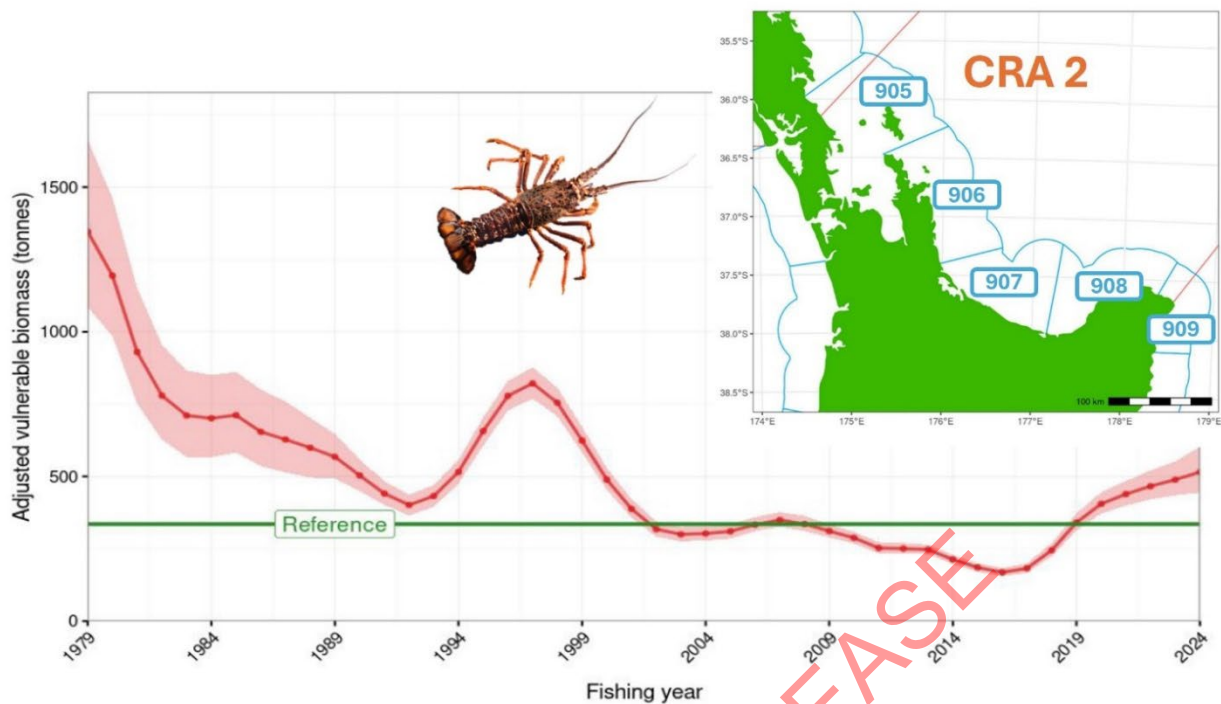 CRA 2
35.5°S
36.0°S
36.5°S
37.0°S
37.5°S
38.0°S
38.5°S
905
906
907
908
909
100 km
174°E
175°E
176°E
177°E
178°E
179°E
Adjusted vulnerable biomass (tonnes)
1500
1000
500
0
Reference
1979
1984
1989
1994
1999
2004
2009
2014
2019
2024
Fishing year
EASE